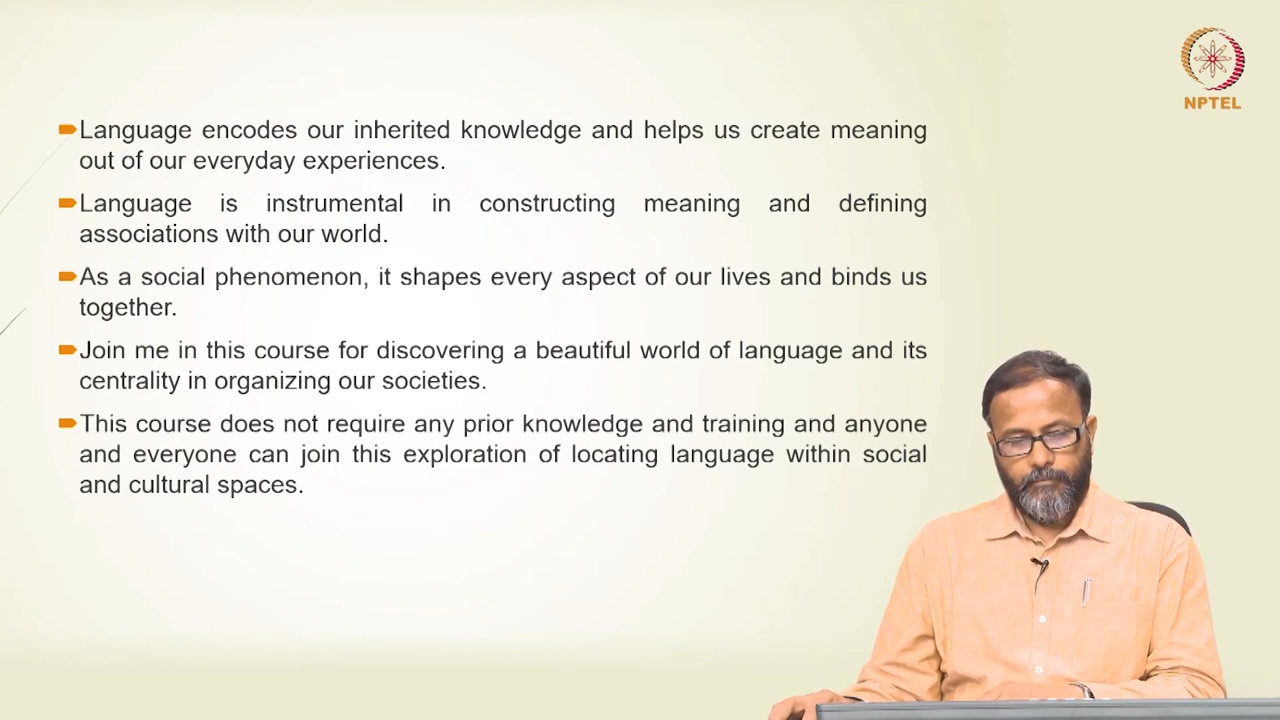 NPTEL
Language encodes our inherited knowledge and helps us create meaning
out of our everyday experiences.
Language is instrumental in constructing meaning and defining
associations with our world.
As a social phenomenon, it shapes every aspect of our lives and binds us
together.
Join me in this course for discovering a beautiful world of language and its
centrality in organizing our societies.
This course does not require any prior knowledge and training and anyone
and everyone can join this exploration of locating language within social
and cultural spaces.